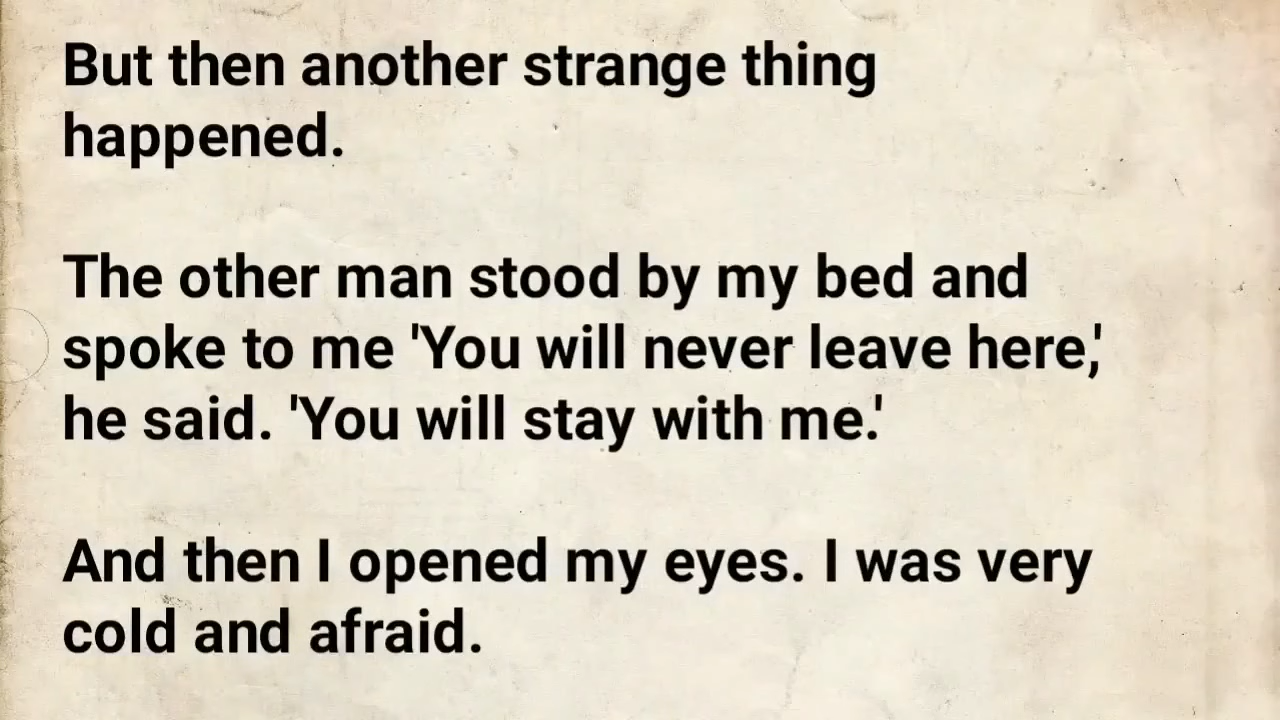 But then another strange thing
happened.
The other man stood by my bed and
spoke to me 'You will never leave here,'
he said. 'You will stay with me.'
And then I opened my eyes. I was very
cold and afraid.